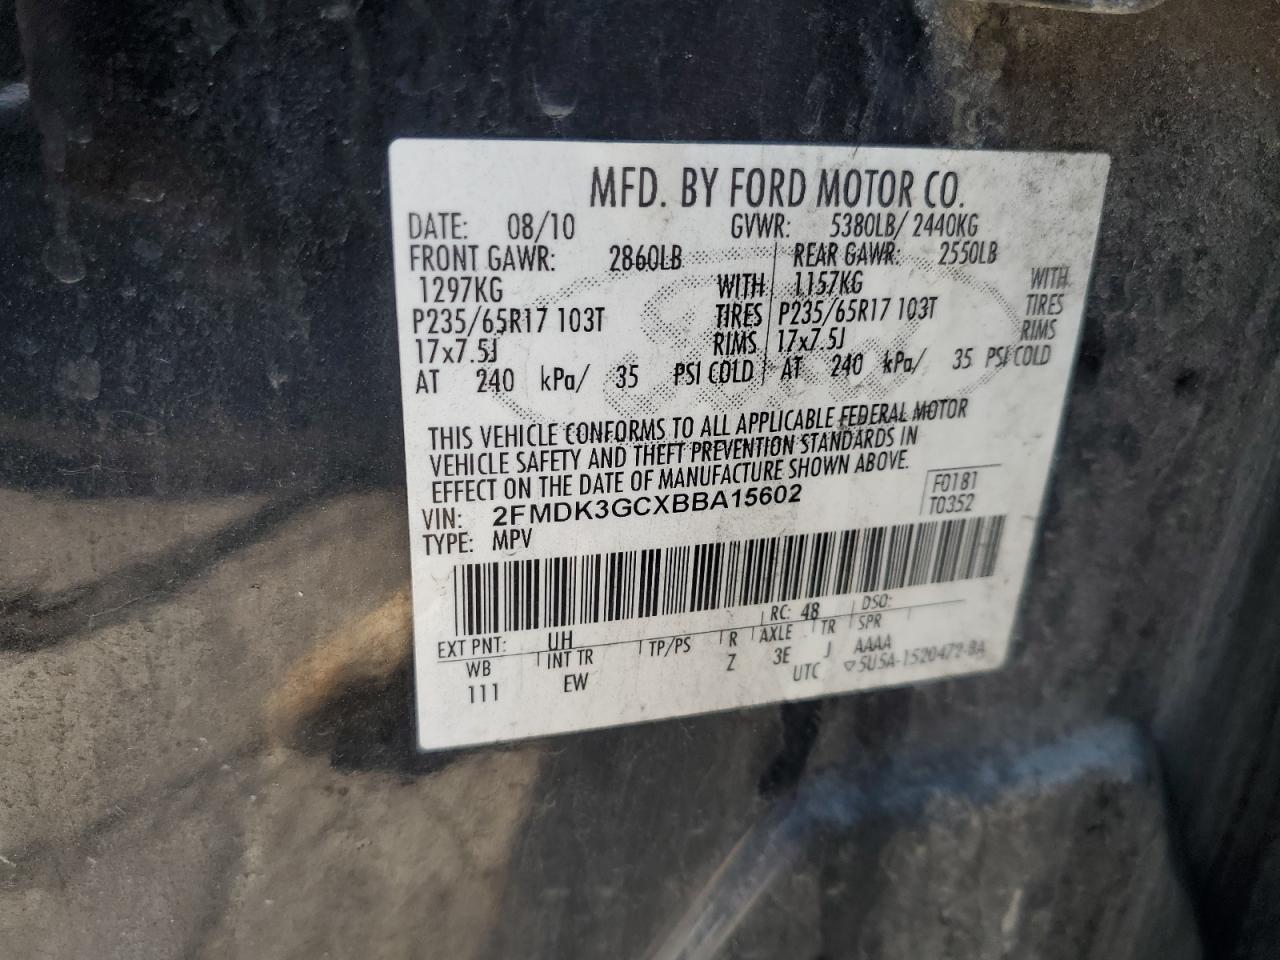 MFD. BY FORD MOTOR CO.
DATE: 08/10 GVWR: 5380LB/ 2440KG
FRONT GAWR: 2860LB REAR GAWR: 2550LB
1297KG WITH 1157KG WITH
P235/65R17 103T TIRES P235/65R17 103T TIRES
17x7.5J RIMS 17x7.5J RIMS
AT 240 kPa/ 35 PSI COLD AT 240 kPa/ 35 PSI COLD
THIS VEHICLE CONFORMS TO ALL APPLICABLE FEDERAL MOTOR
VEHICLE SAFETY AND THEFT PREVENTION STANDARDS IN
EFFECT ON THE DATE OF MANUFACTURE SHOWN ABOVE.
VIN: 2FMDK3GCXBBA15602 F0181
TYPE: MPV T0352
EXT PNT: UH RC: 48 DSO:
WB INT TR TP/PS R AXLE TR SPR
111 EW Z 3E J AAAA
UTC ▽5U5A-1520472-BA